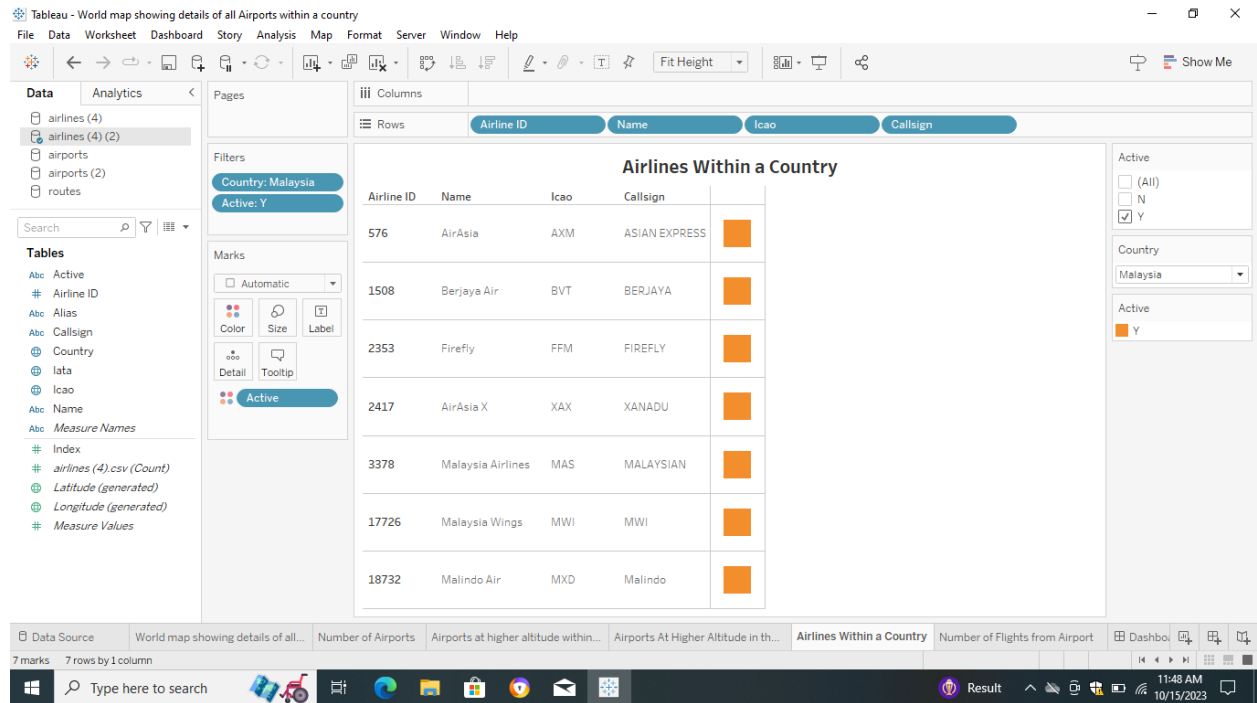 Tableau - World map showing details of all Airports within a country
File Data Worksheet Dashboard Story Analysis Map Format Server Window Help
Fit Height
Show Me
Data Analytics
airlines (4)
airlines (4) (2)
airports
airports (2)
routes
Search
Tables
Abc Active
# Airline ID
Abc Alias
Abc Callsign
Country
Iata
Icao
Abc Name
Abc Measure Names
# Index
# airlines (4).csv (Count)
Latitude (generated)
Longitude (generated)
# Measure Values
Pages
Filters
Country: Malaysia
Active: Y
Marks
Automatic
Color Size Label
Detail Tooltip
Active
Columns
Rows Airline ID Name Icao Callsign
Airlines Within a Country
Airline ID Name Icao Callsign
576 AirAsia AXM ASIAN EXPRESS
1508 Berjaya Air BVT BERJAYA
2353 Firefly FFM FIREFLY
2417 AirAsia X XAX XANADU
3378 Malaysia Airlines MAS MALAYSIAN
17726 Malaysia Wings MWI MWI
18732 Malindo Air MXD Malindo
Active
(All)
N
Y
Country
Malaysia
Active
Y
Data Source World map showing details of all... Number of Airports Airports at higher altitude within... Airports At Higher Altitude in th... Airlines Within a Country Number of Flights from Airport Dashbo
7 marks 7 rows by 1 column
Type here to search
Result
11:48 AM
10/15/2023